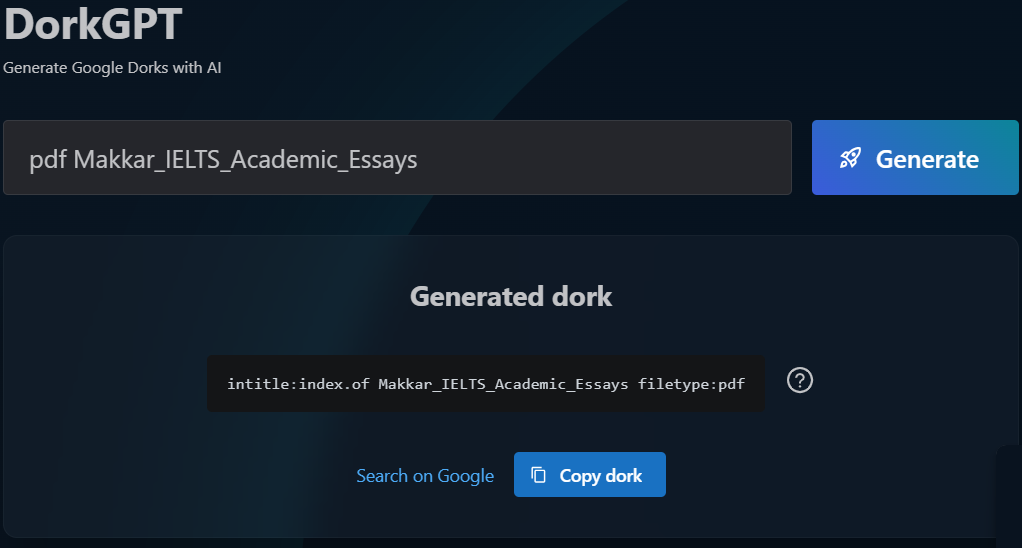 DorkGPT
Generate Google Dorks with AI
pdf Makkar_IELTS_Academic_Essays
Generate
Generated dork
intitle:index.of Makkar_IELTS_Academic_Essays filetype:pdf
?
Search on Google
Copy dork